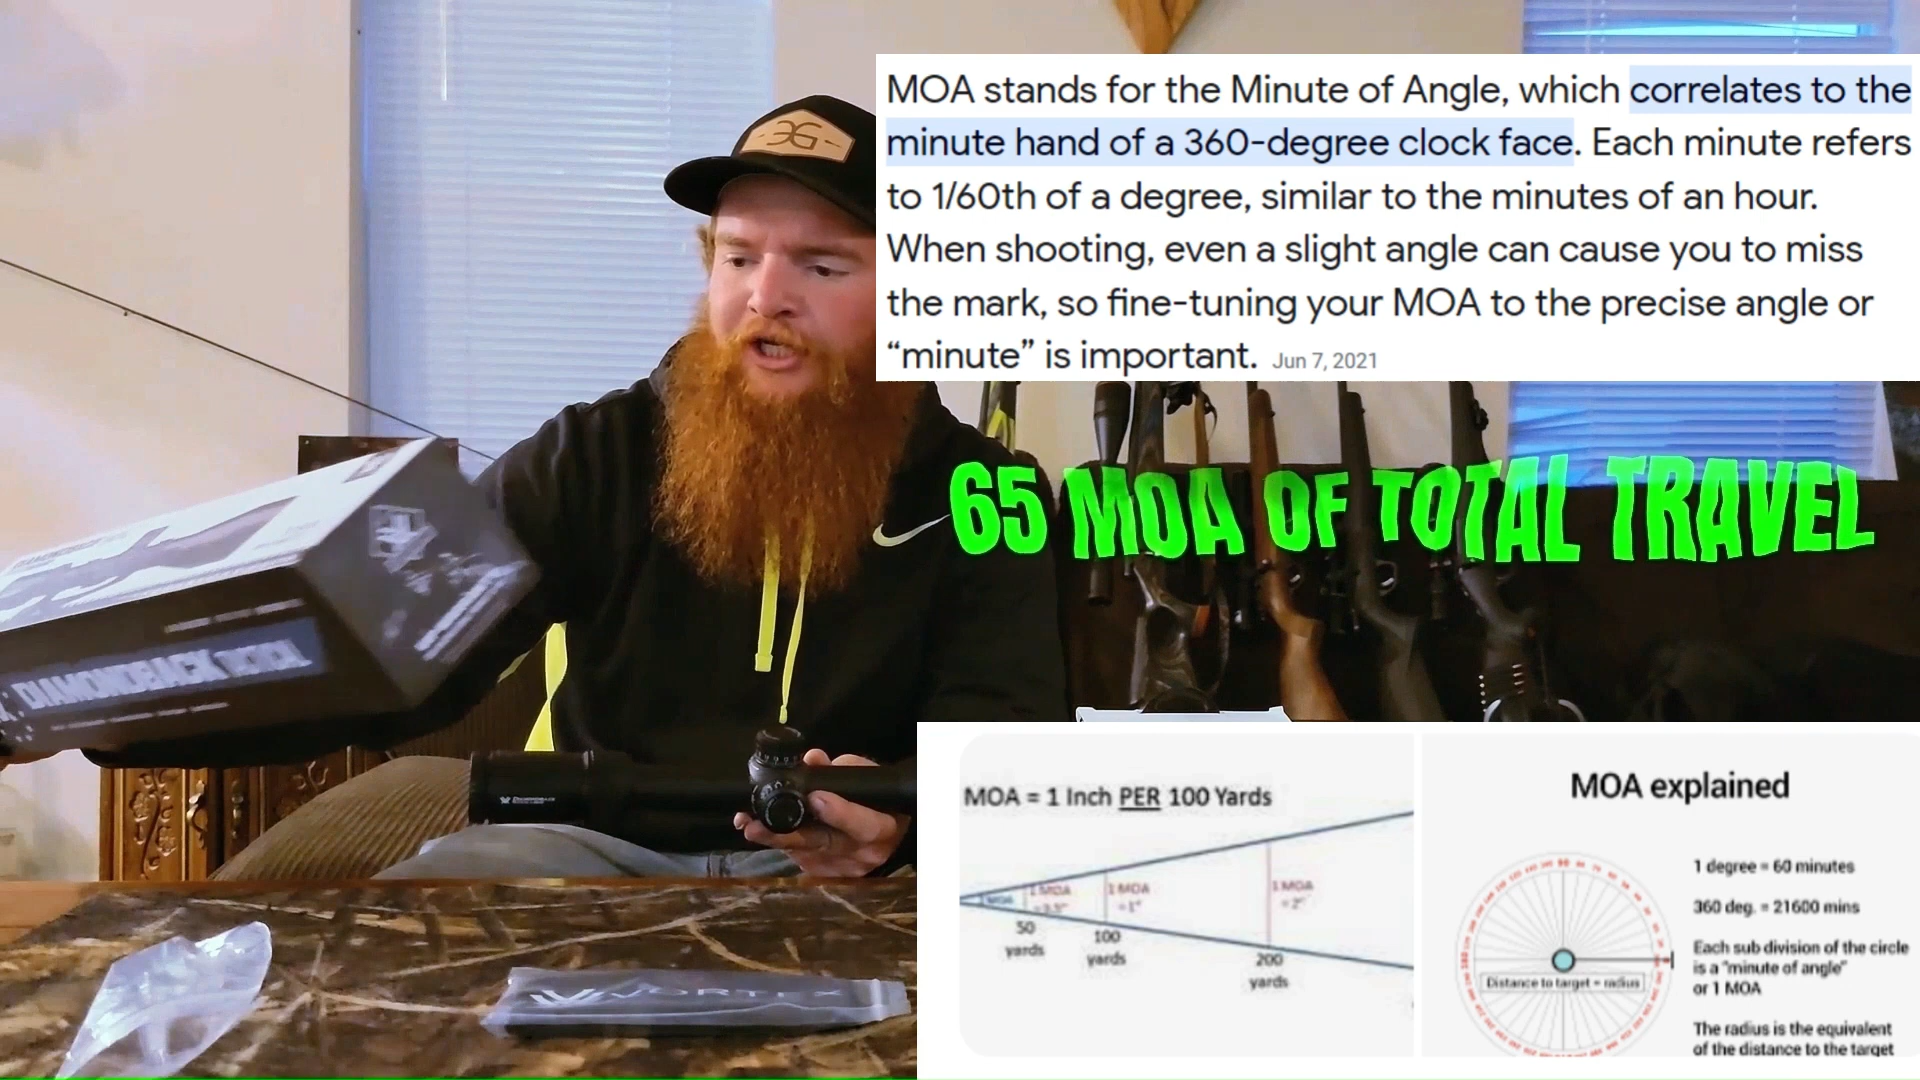 3G
MOA stands for the Minute of Angle, which correlates to the
minute hand of a 360-degree clock face. Each minute refers
to 1/60th of a degree, similar to the minutes of an hour.
When shooting, even a slight angle can cause you to miss
the mark, so fine-tuning your MOA to the precise angle or
“minute” is important. Jun 7, 2021
65 MOA OF TOTAL TRAVEL
DIAMONDBACK TACTICAL
DIAMONDBACK
VORTEX
MOA = 1 Inch PER 100 Yards
MOA
1 MOA
1 MOA
= 1"
1 MOA
= 2"
50
yards
100
yards
200
yards
MOA explained
1 degree = 60 minutes
360 deg. = 21600 mins
Each sub division of the circle
is a "minute of angle"
or 1 MOA
Distance to target = radius
The radius is the equivalent
of the distance to the target